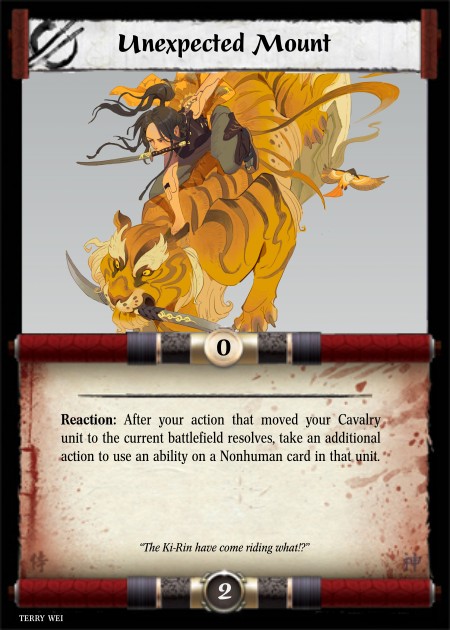 Unexpected Mount
0
Reaction: After your action that moved your Cavalry
unit to the current battlefield resolves, take an additional
action to use an ability on a Nonhuman card in that unit.
"The Ki-Rin have come riding what!?"
侍
2
TERRY WEI